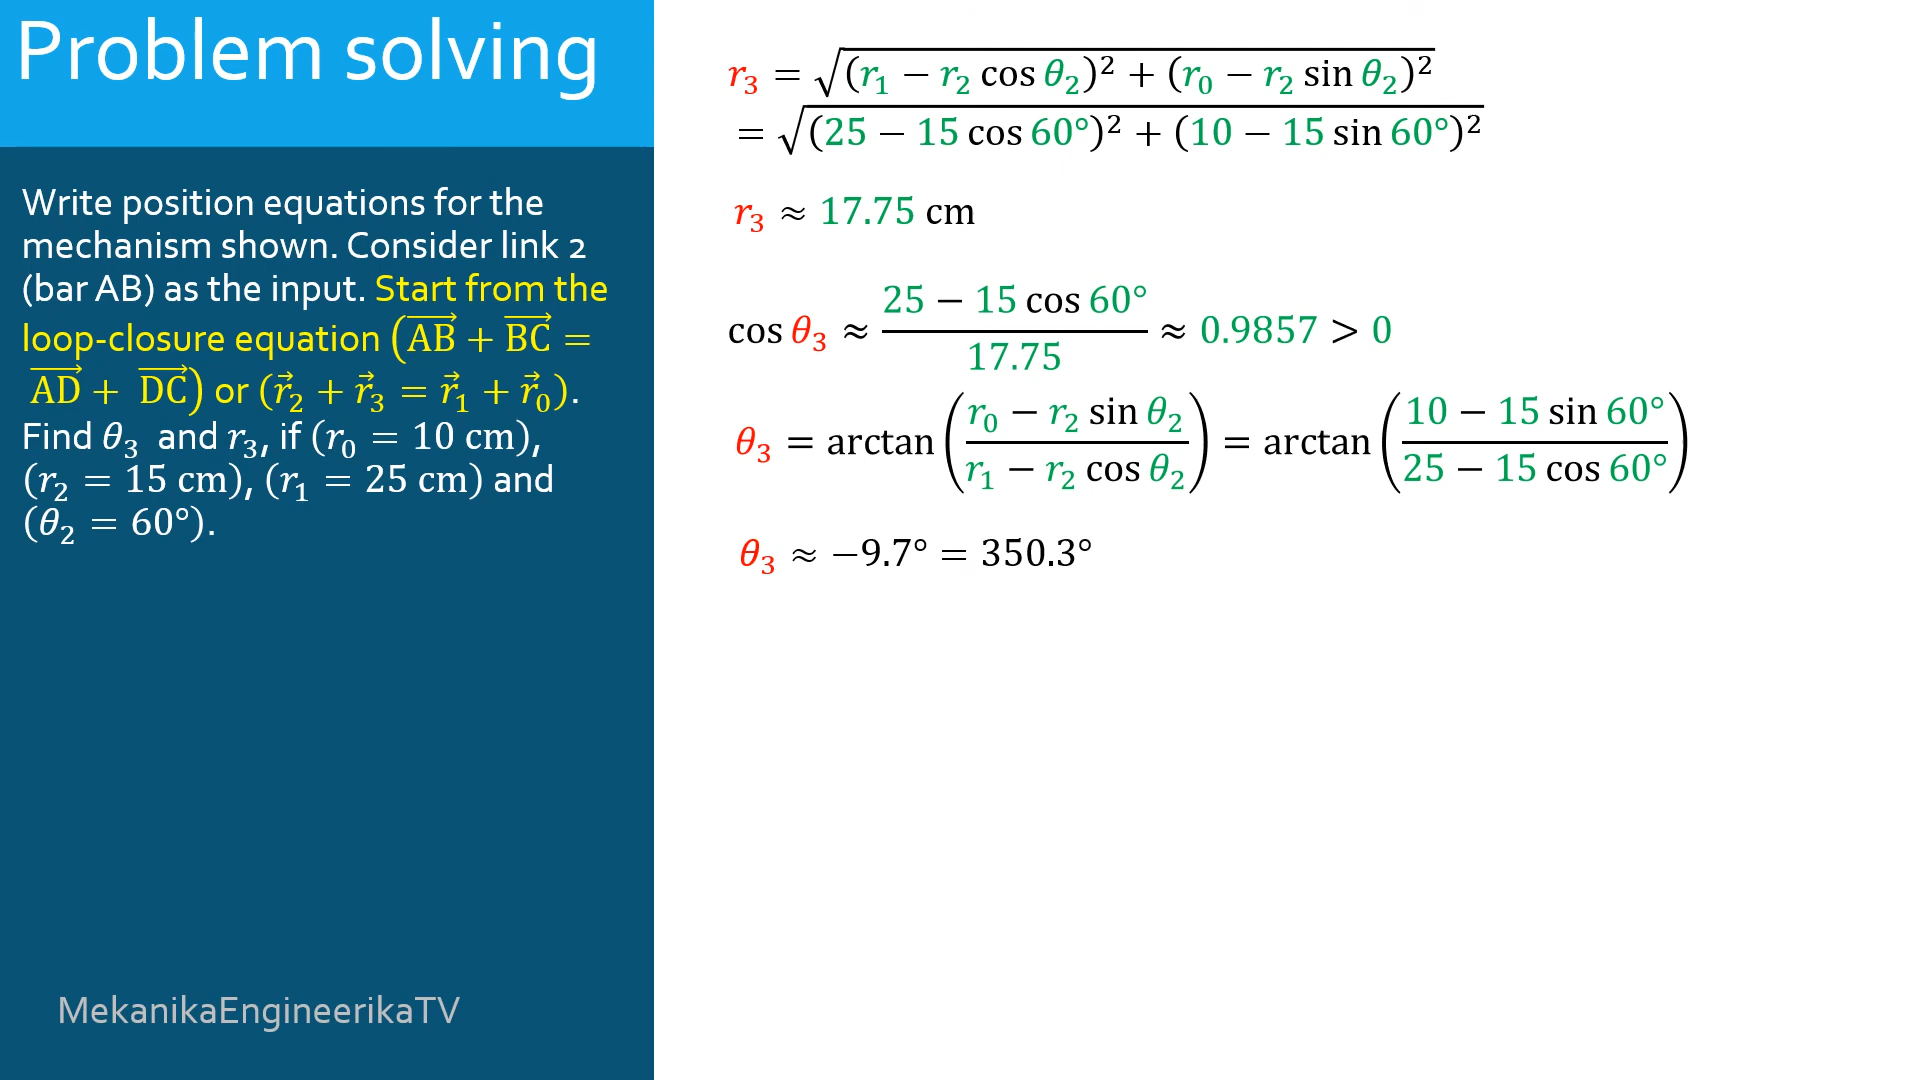 Problem solving
Write position equations for the
mechanism shown. Consider link 2
(bar AB) as the input. Start from the
loop-closure equation (A͞B⃗ + B͞C⃗ =
A͞D⃗ + D͞C⃗) or (r⃗₂ + r⃗₃ = r⃗₁ + r⃗₀).
Find θ₃ and r₃, if (r₀ = 10 cm),
(r₂ = 15 cm), (r₁ = 25 cm) and
(θ₂ = 60°).
MekanikaEngineerikaTV
r₃ = √((r₁ − r₂ cos θ₂)² + (r₀ − r₂ sin θ₂)²)
= √((25 − 15 cos 60°)² + (10 − 15 sin 60°)²)
r₃ ≈ 17.75 cm
cos θ₃ ≈ (25 − 15 cos 60°)/17.75 ≈ 0.9857 > 0
θ₃ = arctan((r₀ − r₂ sin θ₂)/(r₁ − r₂ cos θ₂)) = arctan((10 − 15 sin 60°)/(25 − 15 cos 60°))
θ₃ ≈ −9.7° = 350.3°